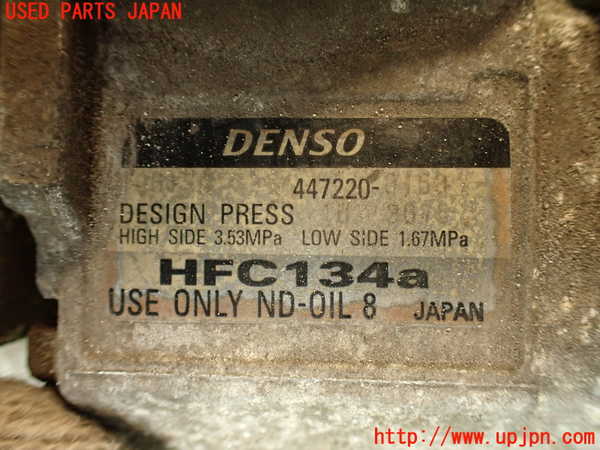 USED PARTS JAPAN
DENSO
447220-
DESIGN PRESS
HIGH SIDE 3.53MPa LOW SIDE 1.67MPa
HFC134a
USE ONLY ND-OIL 8 JAPAN
http://www.upjpn.com/